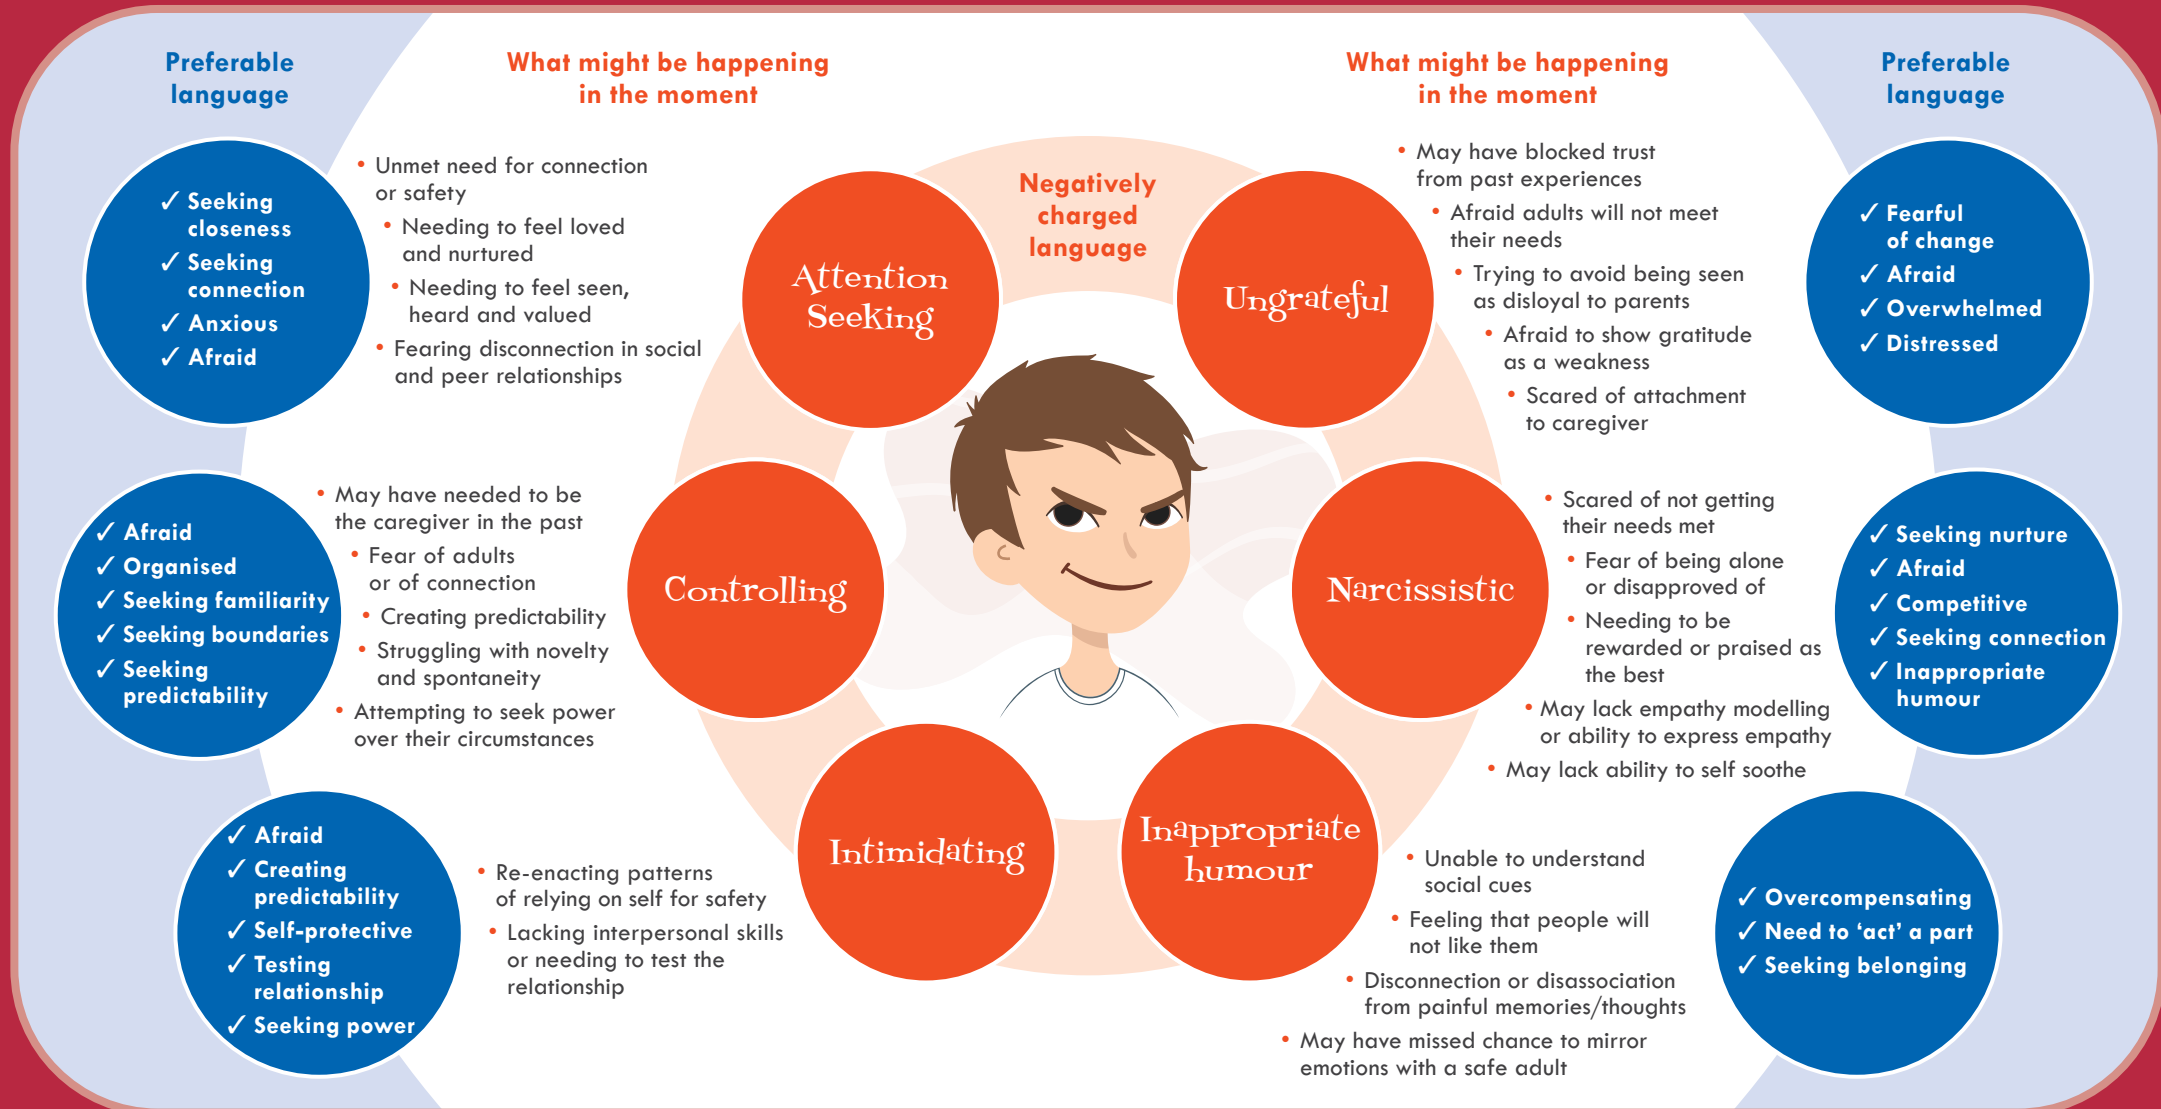 Preferable
language
What might be happening
in the moment
What might be happening
in the moment
Preferable
language
Negatively
charged
language
Attention
Seeking
• Unmet need for connection
or safety
• Needing to feel loved
and nurtured
• Needing to feel seen,
heard and valued
• Fearing disconnection in social
and peer relationships
✓ Seeking
closeness
✓ Seeking
connection
✓ Anxious
✓ Afraid
Controlling
• May have needed to be
the caregiver in the past
• Fear of adults
or of connection
• Creating predictability
• Struggling with novelty
and spontaneity
• Attempting to seek power
over their circumstances
✓ Afraid
✓ Organised
✓ Seeking familiarity
✓ Seeking boundaries
✓ Seeking
predictability
Intimidating
• Re-enacting patterns
of relying on self for safety
• Lacking interpersonal skills
or needing to test the
relationship
✓ Afraid
✓ Creating
predictability
✓ Self-protective
✓ Testing
relationship
✓ Seeking power
Ungrateful
• May have blocked trust
from past experiences
• Afraid adults will not meet
their needs
• Trying to avoid being seen
as disloyal to parents
• Afraid to show gratitude
as a weakness
• Scared of attachment
to caregiver
✓ Fearful
of change
✓ Afraid
✓ Overwhelmed
✓ Distressed
Narcissistic
• Scared of not getting
their needs met
• Fear of being alone
or disapproved of
• Needing to be
rewarded or praised as
the best
• May lack empathy modelling
or ability to express empathy
• May lack ability to self soothe
✓ Seeking nurture
✓ Afraid
✓ Competitive
✓ Seeking connection
✓ Inappropriate
humour
Inappropriate
humour
• Unable to understand
social cues
• Feeling that people will
not like them
• Disconnection or disassociation
from painful memories/thoughts
• May have missed chance to mirror
emotions with a safe adult
✓ Overcompensating
✓ Need to ‘act’ a part
✓ Seeking belonging